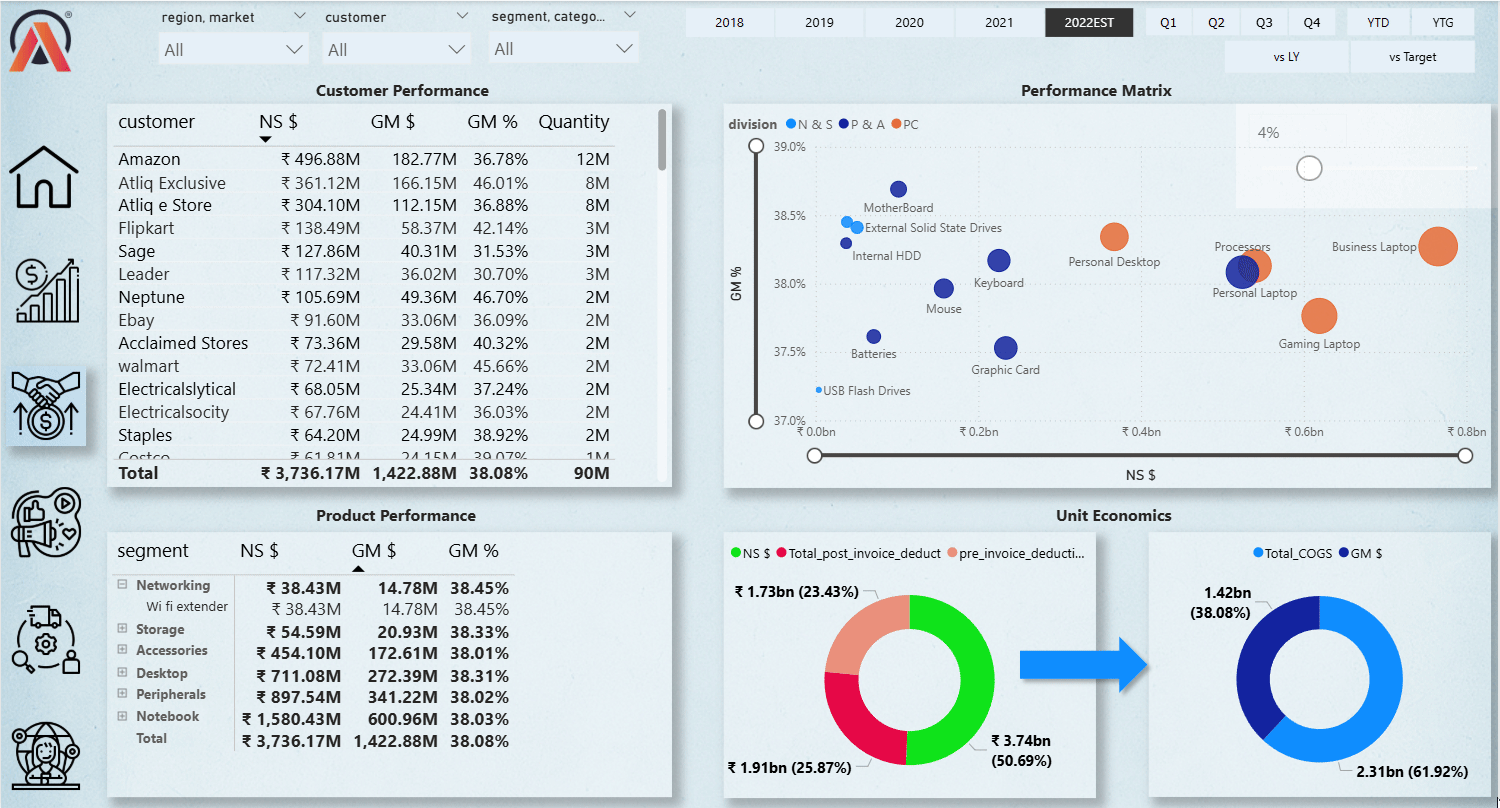 region, market
customer
segment, catego...
All
All
All
2018
2019
2020
2021
2022EST
Q1
Q2
Q3
Q4
YTD
YTG
vs LY
vs Target
Customer Performance
customer NS $ GM $ GM % Quantity
Amazon ₹ 496.88M 182.77M 36.78% 12M
Atliq Exclusive ₹ 361.12M 166.15M 46.01% 8M
Atliq e Store ₹ 304.10M 112.15M 36.88% 8M
Flipkart ₹ 138.49M 58.37M 42.14% 3M
Sage ₹ 127.86M 40.31M 31.53% 3M
Leader ₹ 117.32M 36.02M 30.70% 3M
Neptune ₹ 105.69M 49.36M 46.70% 2M
Ebay ₹ 91.60M 33.06M 36.09% 2M
Acclaimed Stores ₹ 73.36M 29.58M 40.32% 2M
walmart ₹ 72.41M 33.06M 45.66% 2M
Electricalslytical ₹ 68.05M 25.34M 37.24% 2M
Electricalsocity ₹ 67.76M 24.41M 36.03% 2M
Staples ₹ 64.20M 24.99M 38.92% 2M
Costco ₹ 61.81M 24.15M 39.07% 1M
Total ₹ 3,736.17M 1,422.88M 38.08% 90M
Performance Matrix
division N & S P & A PC
4%
39.0%
38.5%
38.0%
37.5%
37.0%
GM %
MotherBoard
External Solid State Drives
Internal HDD
Personal Desktop
Processors
Business Laptop
Keyboard
Personal Laptop
Mouse
Gaming Laptop
Batteries
Graphic Card
USB Flash Drives
₹ 0.0bn ₹ 0.2bn ₹ 0.4bn ₹ 0.6bn ₹ 0.8bn
NS $
Product Performance
segment NS $ GM $ GM %
Networking ₹ 38.43M 14.78M 38.45%
Wi fi extender ₹ 38.43M 14.78M 38.45%
Storage ₹ 54.59M 20.93M 38.33%
Accessories ₹ 454.10M 172.61M 38.01%
Desktop ₹ 711.08M 272.39M 38.31%
Peripherals ₹ 897.54M 341.22M 38.02%
Notebook ₹ 1,580.43M 600.96M 38.03%
Total ₹ 3,736.17M 1,422.88M 38.08%
Unit Economics
NS $ Total_post_invoice_deduct pre_invoice_deducti...
₹ 1.73bn (23.43%)
₹ 3.74bn
(50.69%)
₹ 1.91bn (25.87%)
Total_COGS GM $
1.42bn
(38.08%)
2.31bn (61.92%)